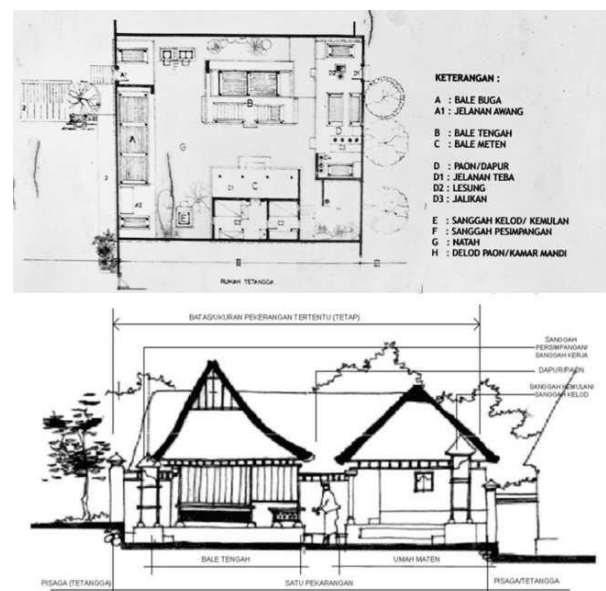 KETERANGAN :
A : BALE BUGA
A1 : JELANAN AWANG
B : BALE TENGAH
C : BALE METEN
D : PAON/DAPUR
D1 : JELANAN TEBA
D2 : LESUNG
D3 : JALIKAN
E : SANGGAH KELOD/ KEMULAN
F : SANGGAH PESIMPANGAN
G : NATAH
H : DELOD PAON/KAMAR MANDI
A1
D2
D1
B
A
D
G
C
A2
E
RUMAH TETANGGA
BATAS/UKURAN PEKERANGAN TERTENTU (TETAP)
SANGGAH
PERSIMPANGAN/
SANGGAH KERJA
DAPUR/PAON
SANGGAH KEMULAN/
SANGGAH KELOD
BALE TENGAH
UMAH MATEN
PISAGA (TETANGGA)
SATU PEKARANGAN
PISAGA/TETANGGA